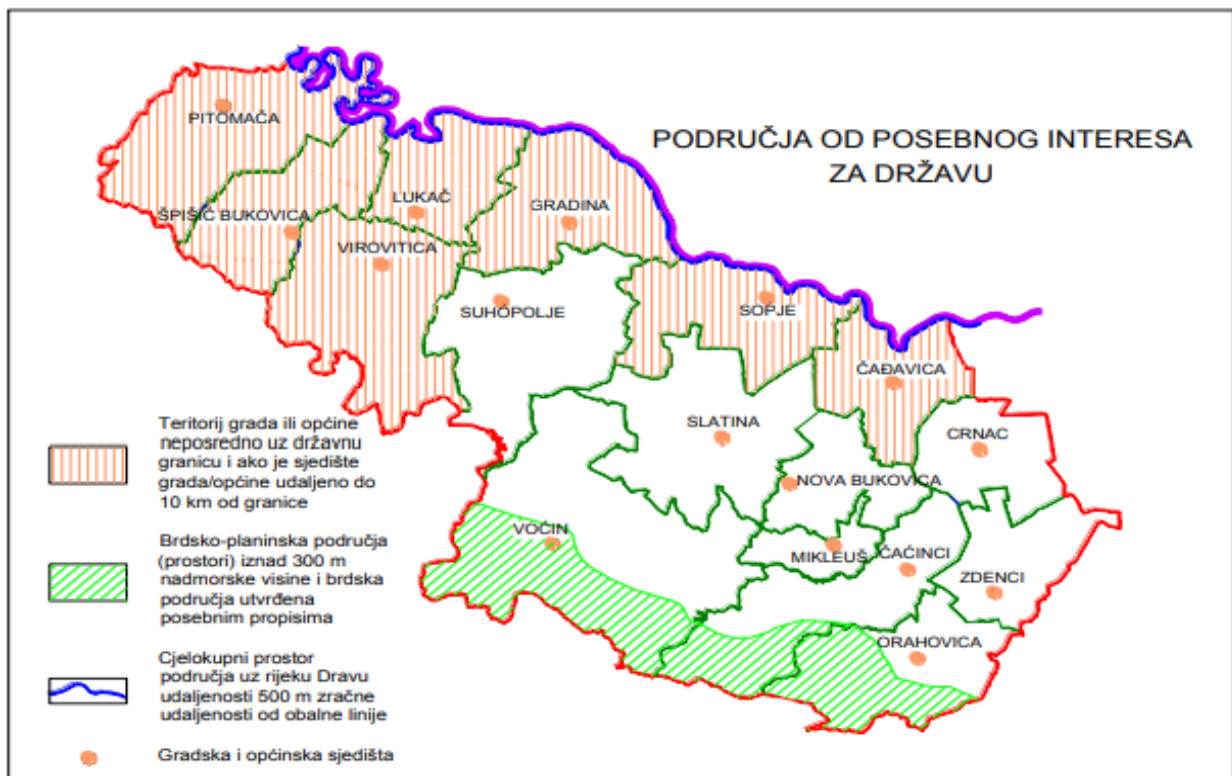 PODRUČJA OD POSEBNOG INTERESA
ZA DRŽAVU
PITOMAČA
ŠPIŠIĆ BUKOVICA
LUKAČ
GRADINA
VIROVITICA
SUHOPOLJE
SOPJE
ČAĐAVICA
SLATINA
CRNAC
NOVA BUKOVICA
VOĆIN
MIKLEUŠ
ČAČINCI
ZDENCI
ORAHOVICA
Teritorij grada ili općine
neposredno uz državnu
granicu i ako je sjedište
grada/općine udaljeno do
10 km od granice
Brdsko-planinska područja
(prostori) iznad 300 m
nadmorske visine i brdska
područja utvrđena
posebnim propisima
Cjelokupni prostor
područja uz rijeku Dravu
udaljenosti 500 m zračne
udaljenosti od obalne linije
Gradska i općinska sjedišta